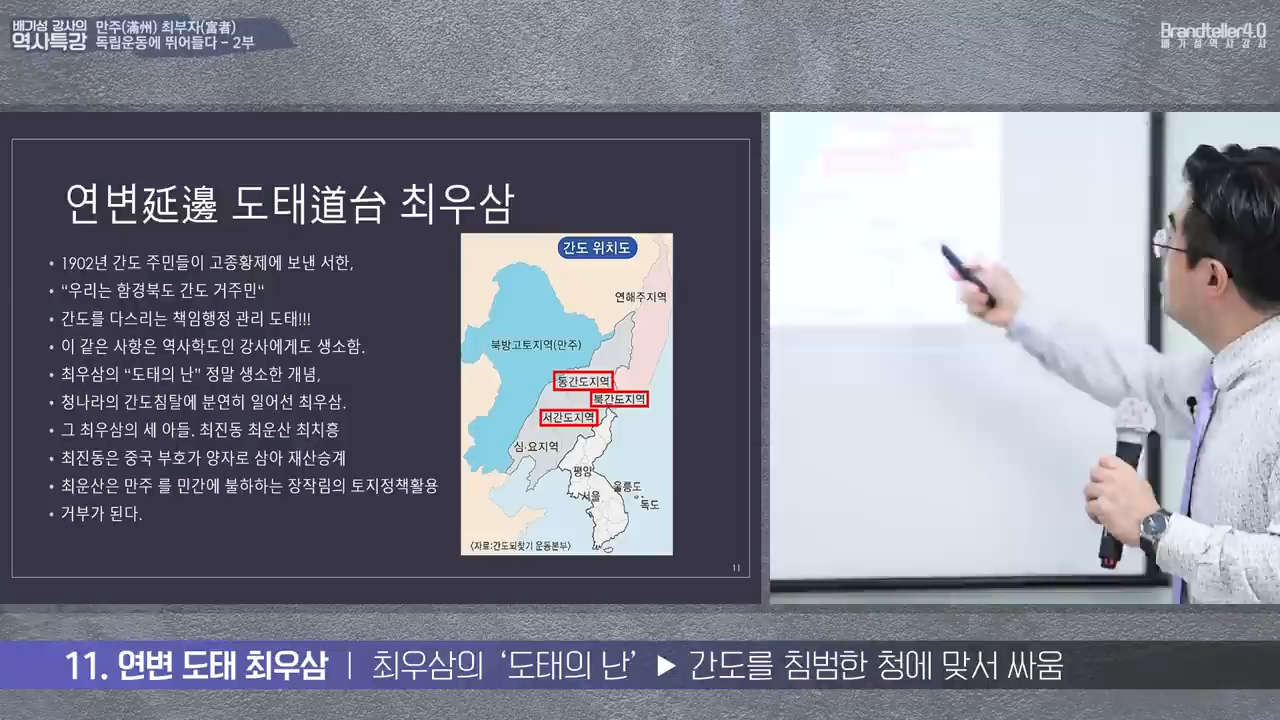 배기성 강사의
역사특강
만주(滿州) 최부자(富者)
독립운동에 뛰어들다 - 2부
Brandteller4.0
배기성역사강사
연변延邊 도태道台 최우삼
• 1902년 간도 주민들이 고종황제에 보낸 서한,
• “우리는 함경북도 간도 거주민“
• 간도를 다스리는 책임행정 관리 도태!!!
• 이 같은 사항은 역사학도인 강사에게도 생소함.
• 최우삼의 “도태의 난” 정말 생소한 개념,
• 청나라의 간도침탈에 분연히 일어선 최우삼.
• 그 최우삼의 세 아들. 최진동 최운산 최치흥
• 최진동은 중국 부호가 양자로 삼아 재산승계
• 최운산은 만주 를 민간에 불하하는 장작림의 토지정책활용
• 거부가 된다.
간도 위치도
연해주지역
북방고토지역(만주)
동간도지역
북간도지역
서간도지역
심·요지역
평양
서울
울릉도
독도
〈자료:간도되찾기 운동본부〉
11
11. 연변 도태 최우삼 | 최우삼의 ‘도태의 난’ ▶ 간도를 침범한 청에 맞서 싸움